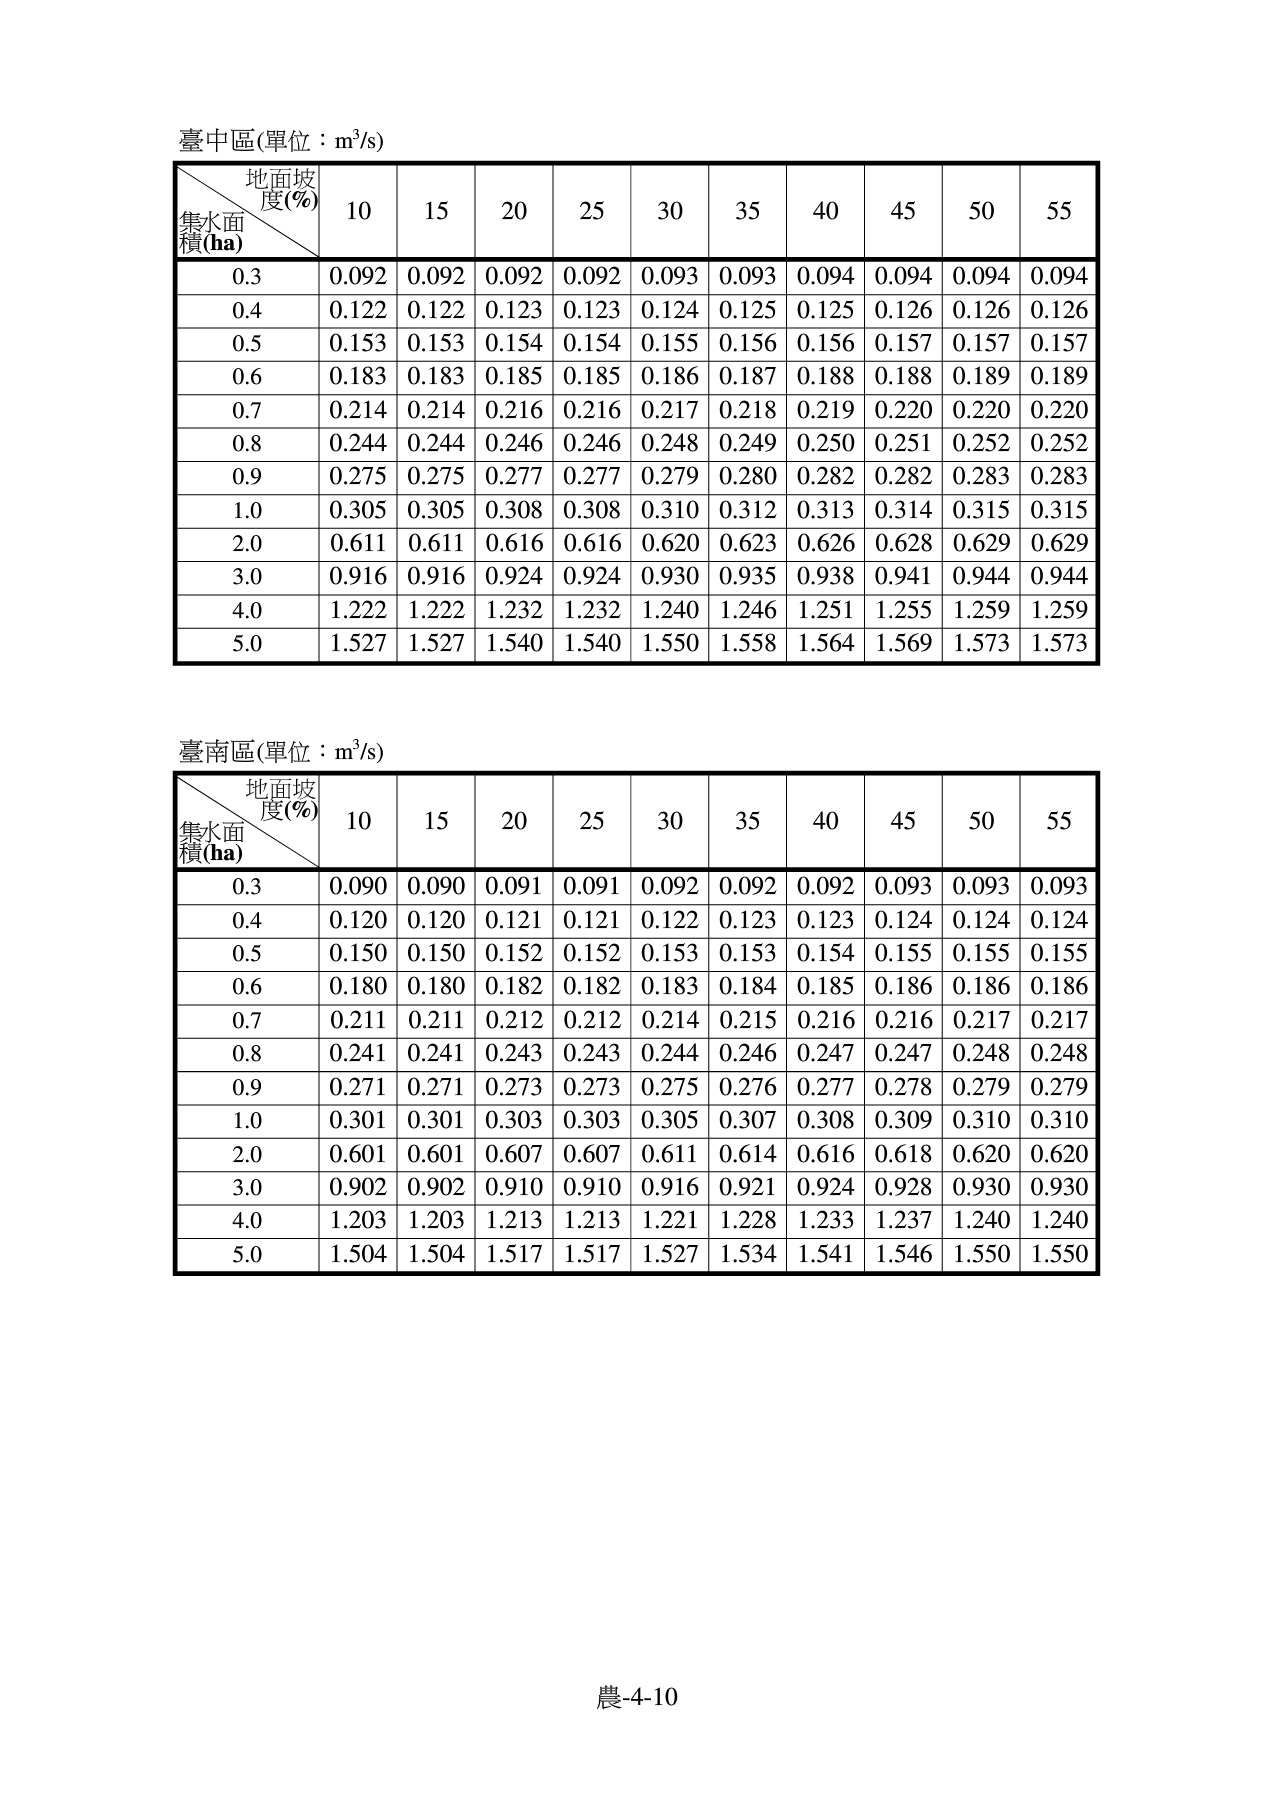 臺中區(單位：m³/s)
地面坡
度(%)
集水面
積(ha)
10 15 20 25 30 35 40 45 50 55
0.3 0.092 0.092 0.092 0.092 0.093 0.093 0.094 0.094 0.094 0.094
0.4 0.122 0.122 0.123 0.123 0.124 0.125 0.125 0.126 0.126 0.126
0.5 0.153 0.153 0.154 0.154 0.155 0.156 0.156 0.157 0.157 0.157
0.6 0.183 0.183 0.185 0.185 0.186 0.187 0.188 0.188 0.189 0.189
0.7 0.214 0.214 0.216 0.216 0.217 0.218 0.219 0.220 0.220 0.220
0.8 0.244 0.244 0.246 0.246 0.248 0.249 0.250 0.251 0.252 0.252
0.9 0.275 0.275 0.277 0.277 0.279 0.280 0.282 0.282 0.283 0.283
1.0 0.305 0.305 0.308 0.308 0.310 0.312 0.313 0.314 0.315 0.315
2.0 0.611 0.611 0.616 0.616 0.620 0.623 0.626 0.628 0.629 0.629
3.0 0.916 0.916 0.924 0.924 0.930 0.935 0.938 0.941 0.944 0.944
4.0 1.222 1.222 1.232 1.232 1.240 1.246 1.251 1.255 1.259 1.259
5.0 1.527 1.527 1.540 1.540 1.550 1.558 1.564 1.569 1.573 1.573
臺南區(單位：m³/s)
地面坡
度(%)
集水面
積(ha)
10 15 20 25 30 35 40 45 50 55
0.3 0.090 0.090 0.091 0.091 0.092 0.092 0.092 0.093 0.093 0.093
0.4 0.120 0.120 0.121 0.121 0.122 0.123 0.123 0.124 0.124 0.124
0.5 0.150 0.150 0.152 0.152 0.153 0.153 0.154 0.155 0.155 0.155
0.6 0.180 0.180 0.182 0.182 0.183 0.184 0.185 0.186 0.186 0.186
0.7 0.211 0.211 0.212 0.212 0.214 0.215 0.216 0.216 0.217 0.217
0.8 0.241 0.241 0.243 0.243 0.244 0.246 0.247 0.247 0.248 0.248
0.9 0.271 0.271 0.273 0.273 0.275 0.276 0.277 0.278 0.279 0.279
1.0 0.301 0.301 0.303 0.303 0.305 0.307 0.308 0.309 0.310 0.310
2.0 0.601 0.601 0.607 0.607 0.611 0.614 0.616 0.618 0.620 0.620
3.0 0.902 0.902 0.910 0.910 0.916 0.921 0.924 0.928 0.930 0.930
4.0 1.203 1.203 1.213 1.213 1.221 1.228 1.233 1.237 1.240 1.240
5.0 1.504 1.504 1.517 1.517 1.527 1.534 1.541 1.546 1.550 1.550
農-4-10